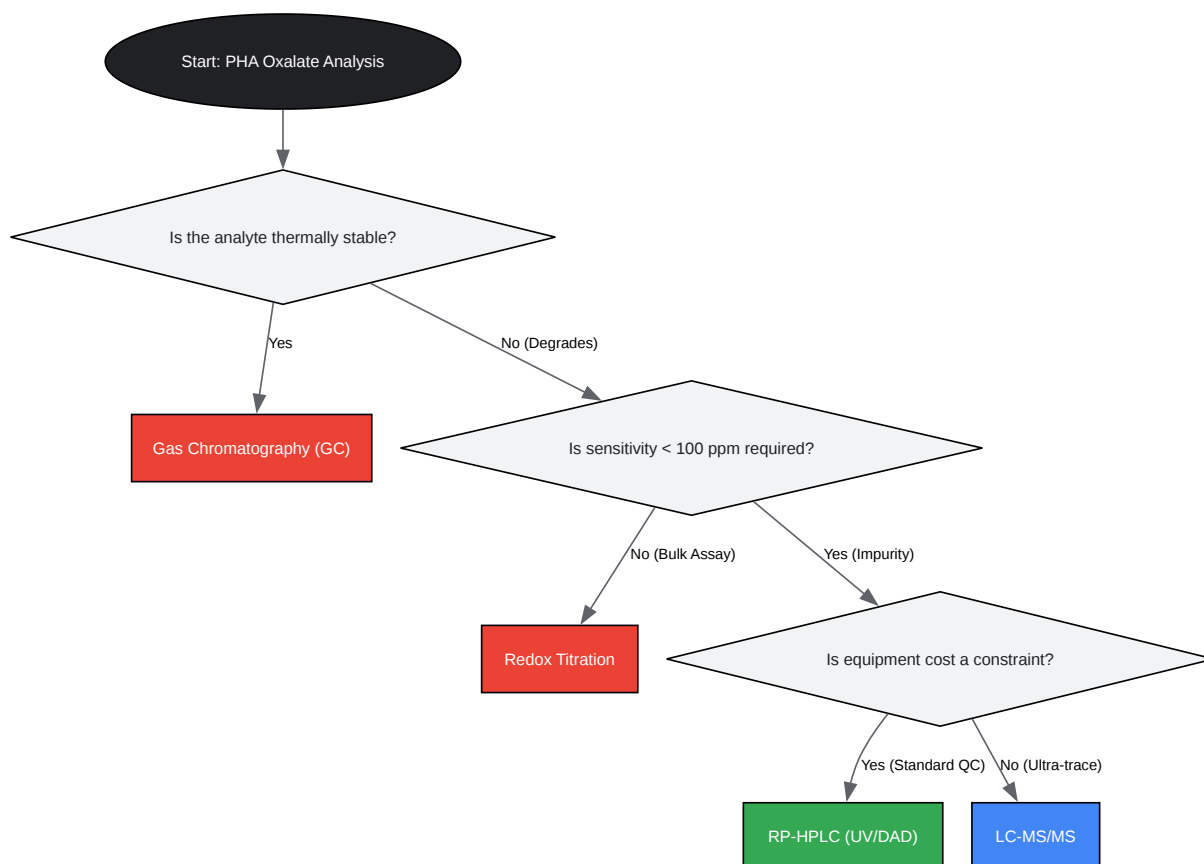 Start: PHA Oxalate Analysis
Is the analyte thermally stable?
Yes
No (Degrades)
Gas Chromatography (GC)
Is sensitivity < 100 ppm required?
No (Bulk Assay)
Yes (Impurity)
Redox Titration
Is equipment cost a constraint?
Yes (Standard QC)
No (Ultra-trace)
RP-HPLC (UV/DAD)
LC-MS/MS